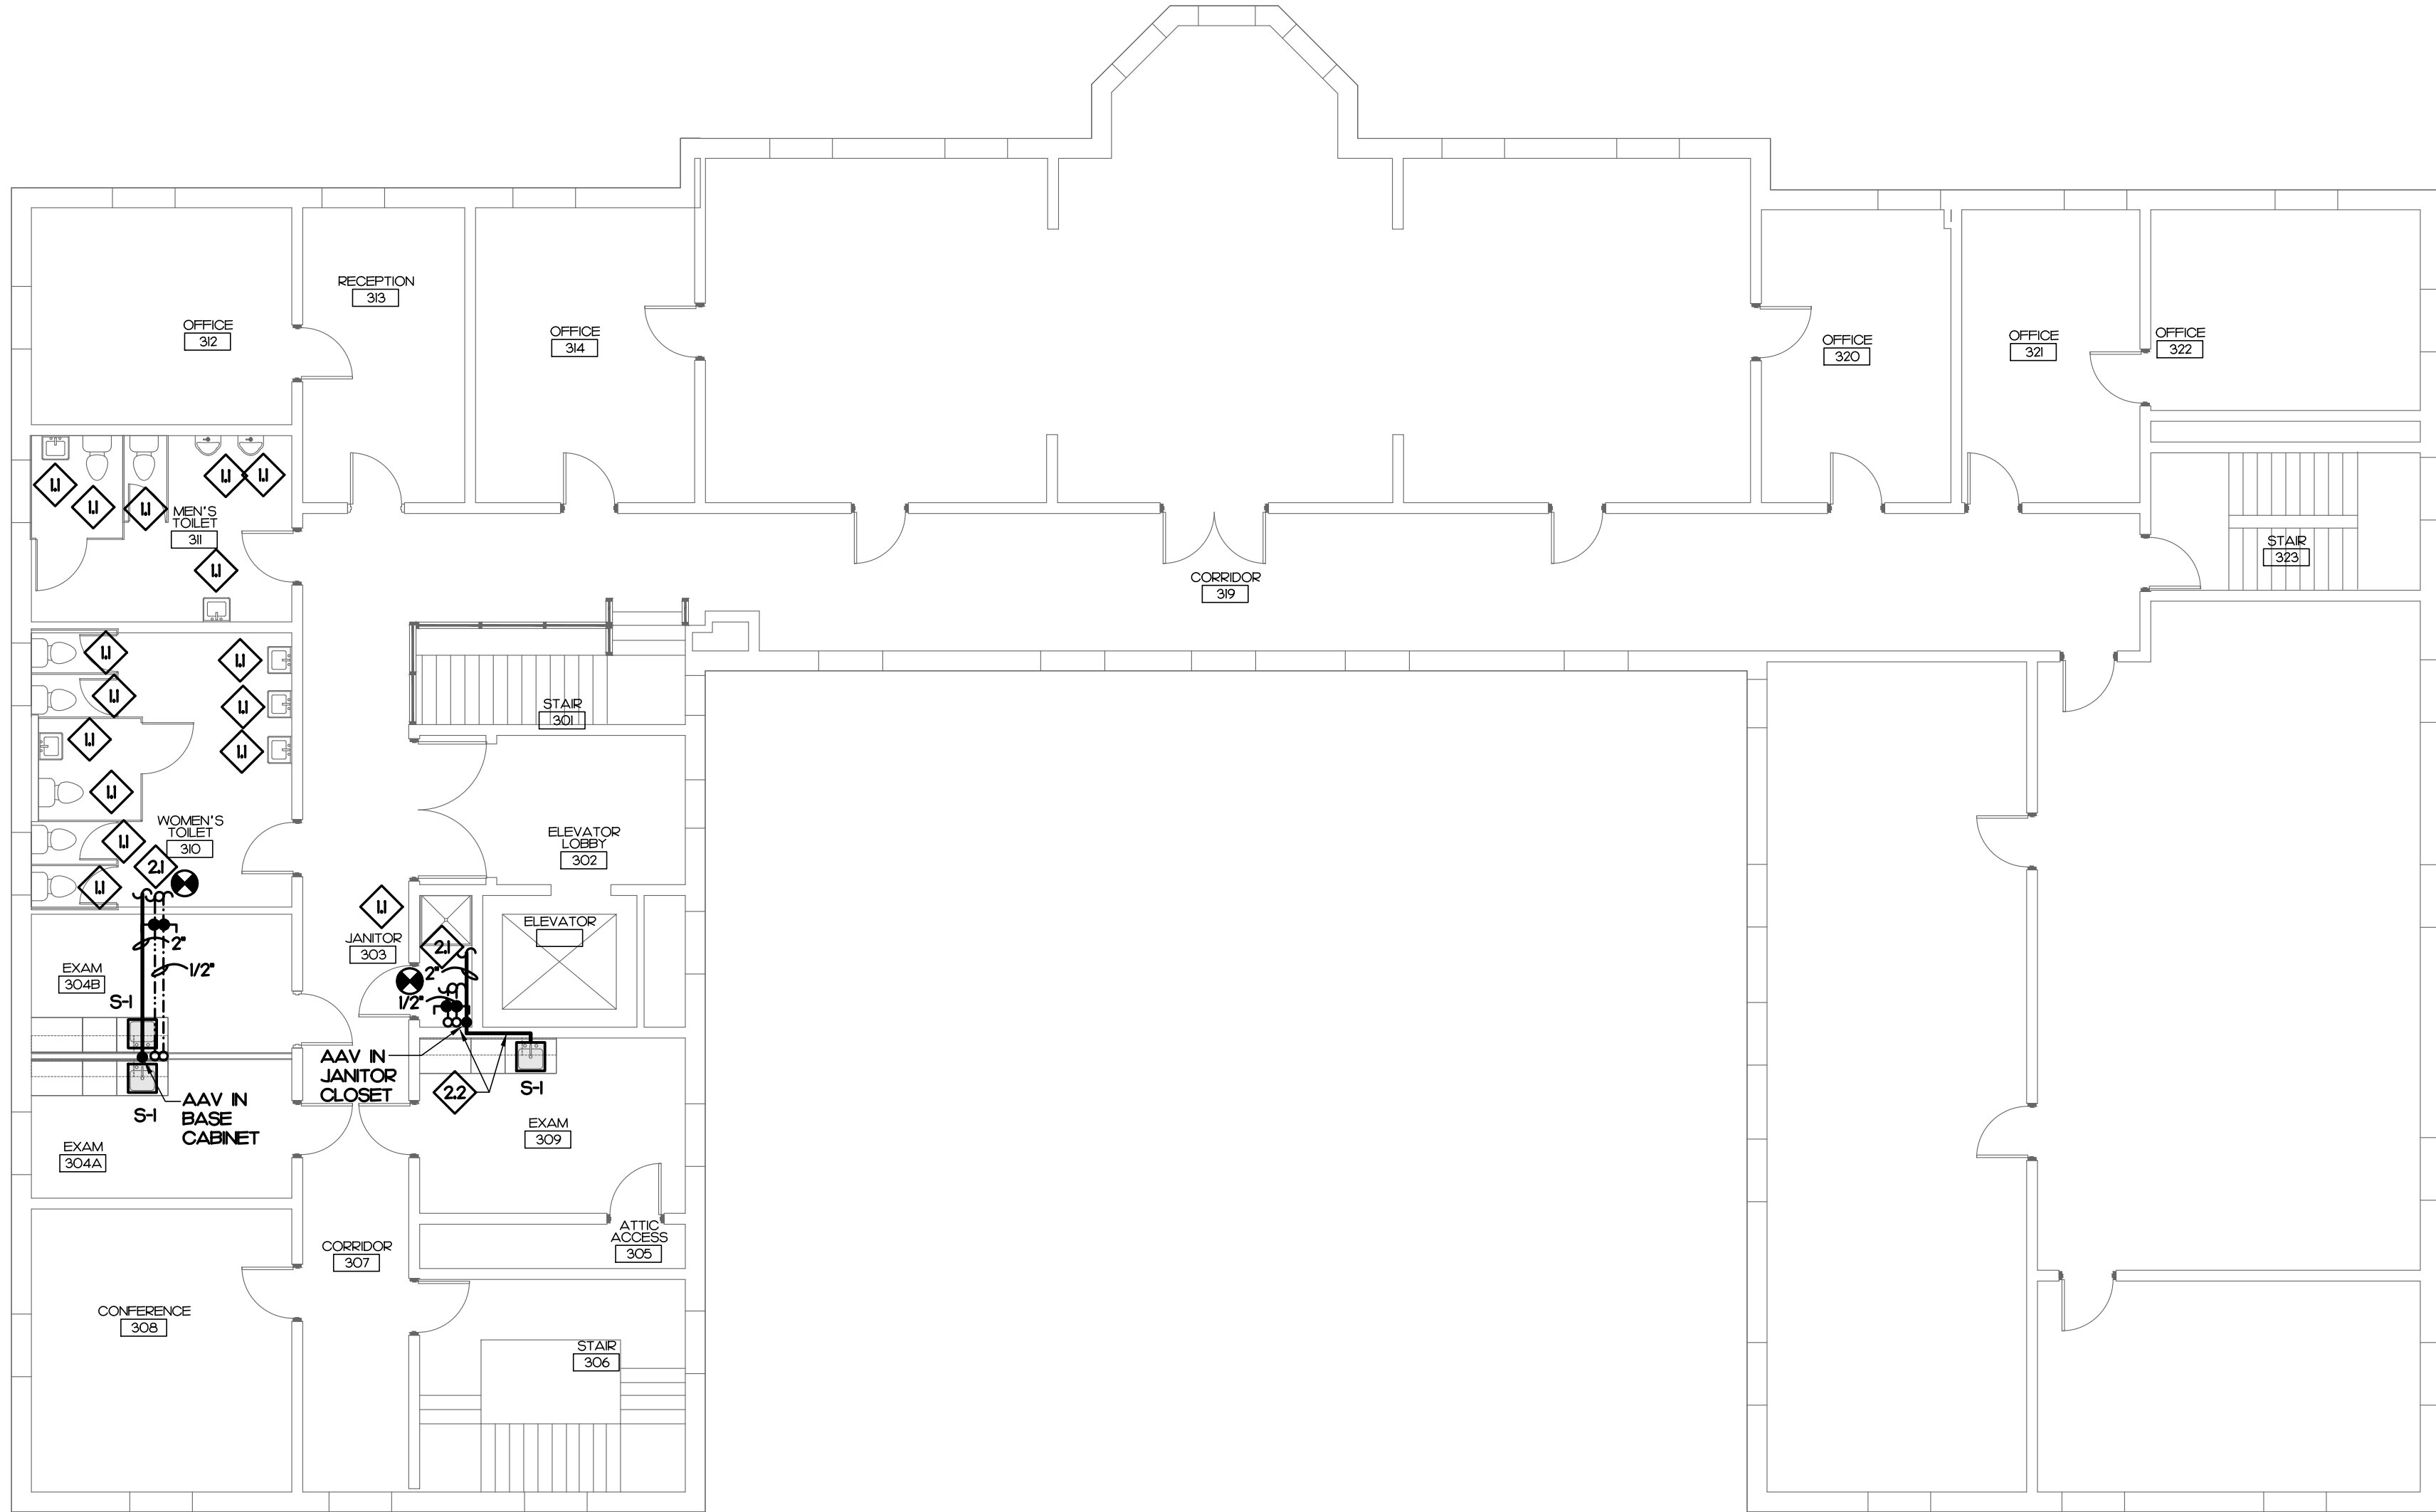 RECEPTION
313
OFFICE
312
OFFICE
314
OFFICE
320
OFFICE
321
OFFICE
322
1.1
1.1
1.1
1.1
1.1
MEN'S
TOILET
311
1.1
STAIR
323
CORRIDOR
319
1.1
1.1
1.1
1.1
1.1
1.1
1.1
STAIR
301
WOMEN'S
TOILET
310
1.1
2.1
1.1
ELEVATOR
LOBBY
302
1.1
JANITOR
303
ELEVATOR
2.1
2"
1/2"
2"
1/2"
EXAM
304B
S-1
AAV IN
JANITOR
CLOSET
2.2
S-1
S-1
AAV IN
BASE
CABINET
EXAM
304A
EXAM
309
ATTIC
ACCESS
305
CORRIDOR
307
CONFERENCE
308
STAIR
306